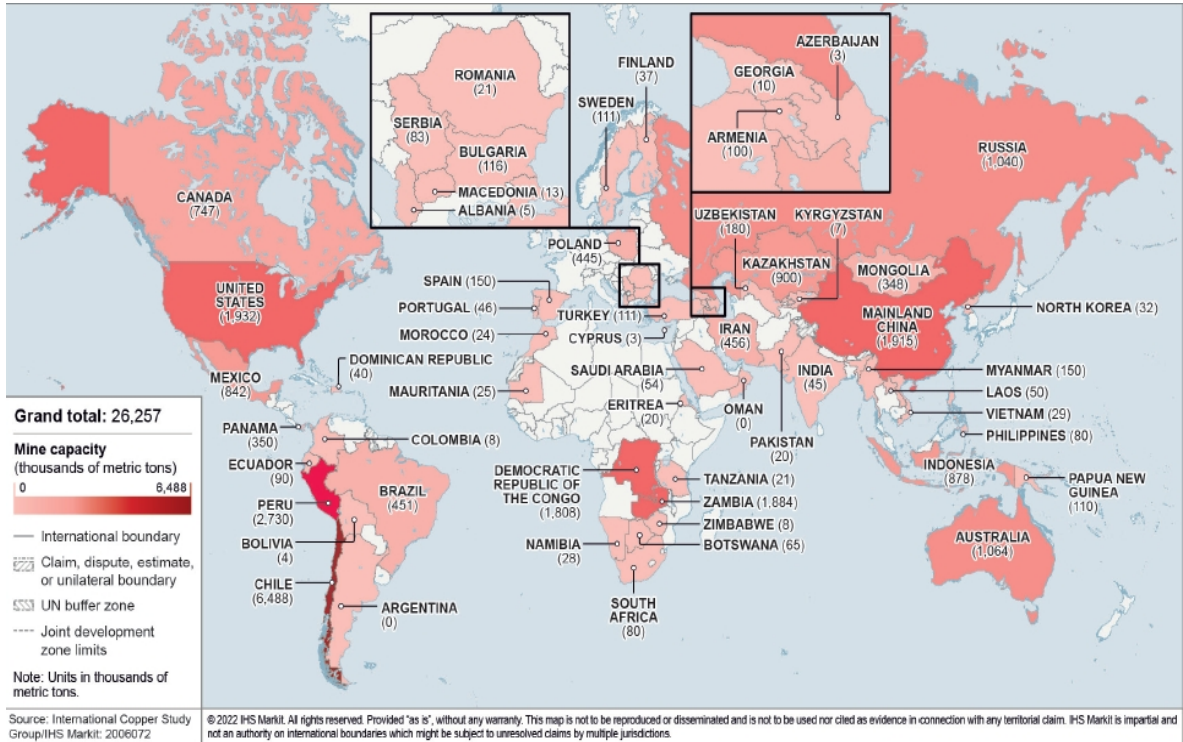 ROMANIA
(21)
SERBIA
(83)
BULGARIA
(116)
MACEDONIA (13)
ALBANIA (5)
FINLAND
(37)
SWEDEN
(111)
AZERBAIJAN
(3)
GEORGIA
(10)
ARMENIA
(100)
RUSSIA
(1,040)
CANADA
(747)
UNITED
STATES
(1,932)
MEXICO
(842)
DOMINICAN REPUBLIC
(40)
POLAND
(445)
SPAIN (150)
PORTUGAL (46)
MOROCCO (24)
MAURITANIA (25)
TURKEY (111)
CYPRUS (3)
UZBEKISTAN
(180)
KYRGYZSTAN
(7)
KAZAKHSTAN
(900)
MONGOLIA
(348)
MAINLAND
CHINA
(1,915)
NORTH KOREA (32)
IRAN
(456)
SAUDI ARABIA
(54)
ERITREA
(20)
OMAN
(0)
PAKISTAN
(20)
INDIA
(45)
MYANMAR (150)
LAOS (50)
VIETNAM (29)
PHILIPPINES (80)
INDONESIA
(878)
PAPUA NEW
GUINEA
(110)
AUSTRALIA
(1,064)
PANAMA
(350)
COLOMBIA (8)
ECUADOR
(90)
PERU
(2,730)
BRAZIL
(451)
BOLIVIA
(4)
CHILE
(6,488)
ARGENTINA
(0)
DEMOCRATIC
REPUBLIC OF
THE CONGO
(1,808)
TANZANIA (21)
ZAMBIA (1,884)
ZIMBABWE (8)
BOTSWANA (65)
NAMIBIA
(28)
SOUTH
AFRICA
(80)
Grand total: 26,257
Mine capacity
(thousands of metric tons)
0 6,488
International boundary
Claim, dispute, estimate,
or unilateral boundary
UN buffer zone
Joint development
zone limits
Note: Units in thousands of
metric tons.
Source: International Copper Study
Group/IHS Markit: 2006072
© 2022 IHS Markit. All rights reserved. Provided "as is", without any warranty. This map is not to be reproduced or disseminated and is not to be used nor cited as evidence in connection with any territorial claim. IHS Markit is impartial and
not an authority on international boundaries which might be subject to unresolved claims by multiple jurisdictions.